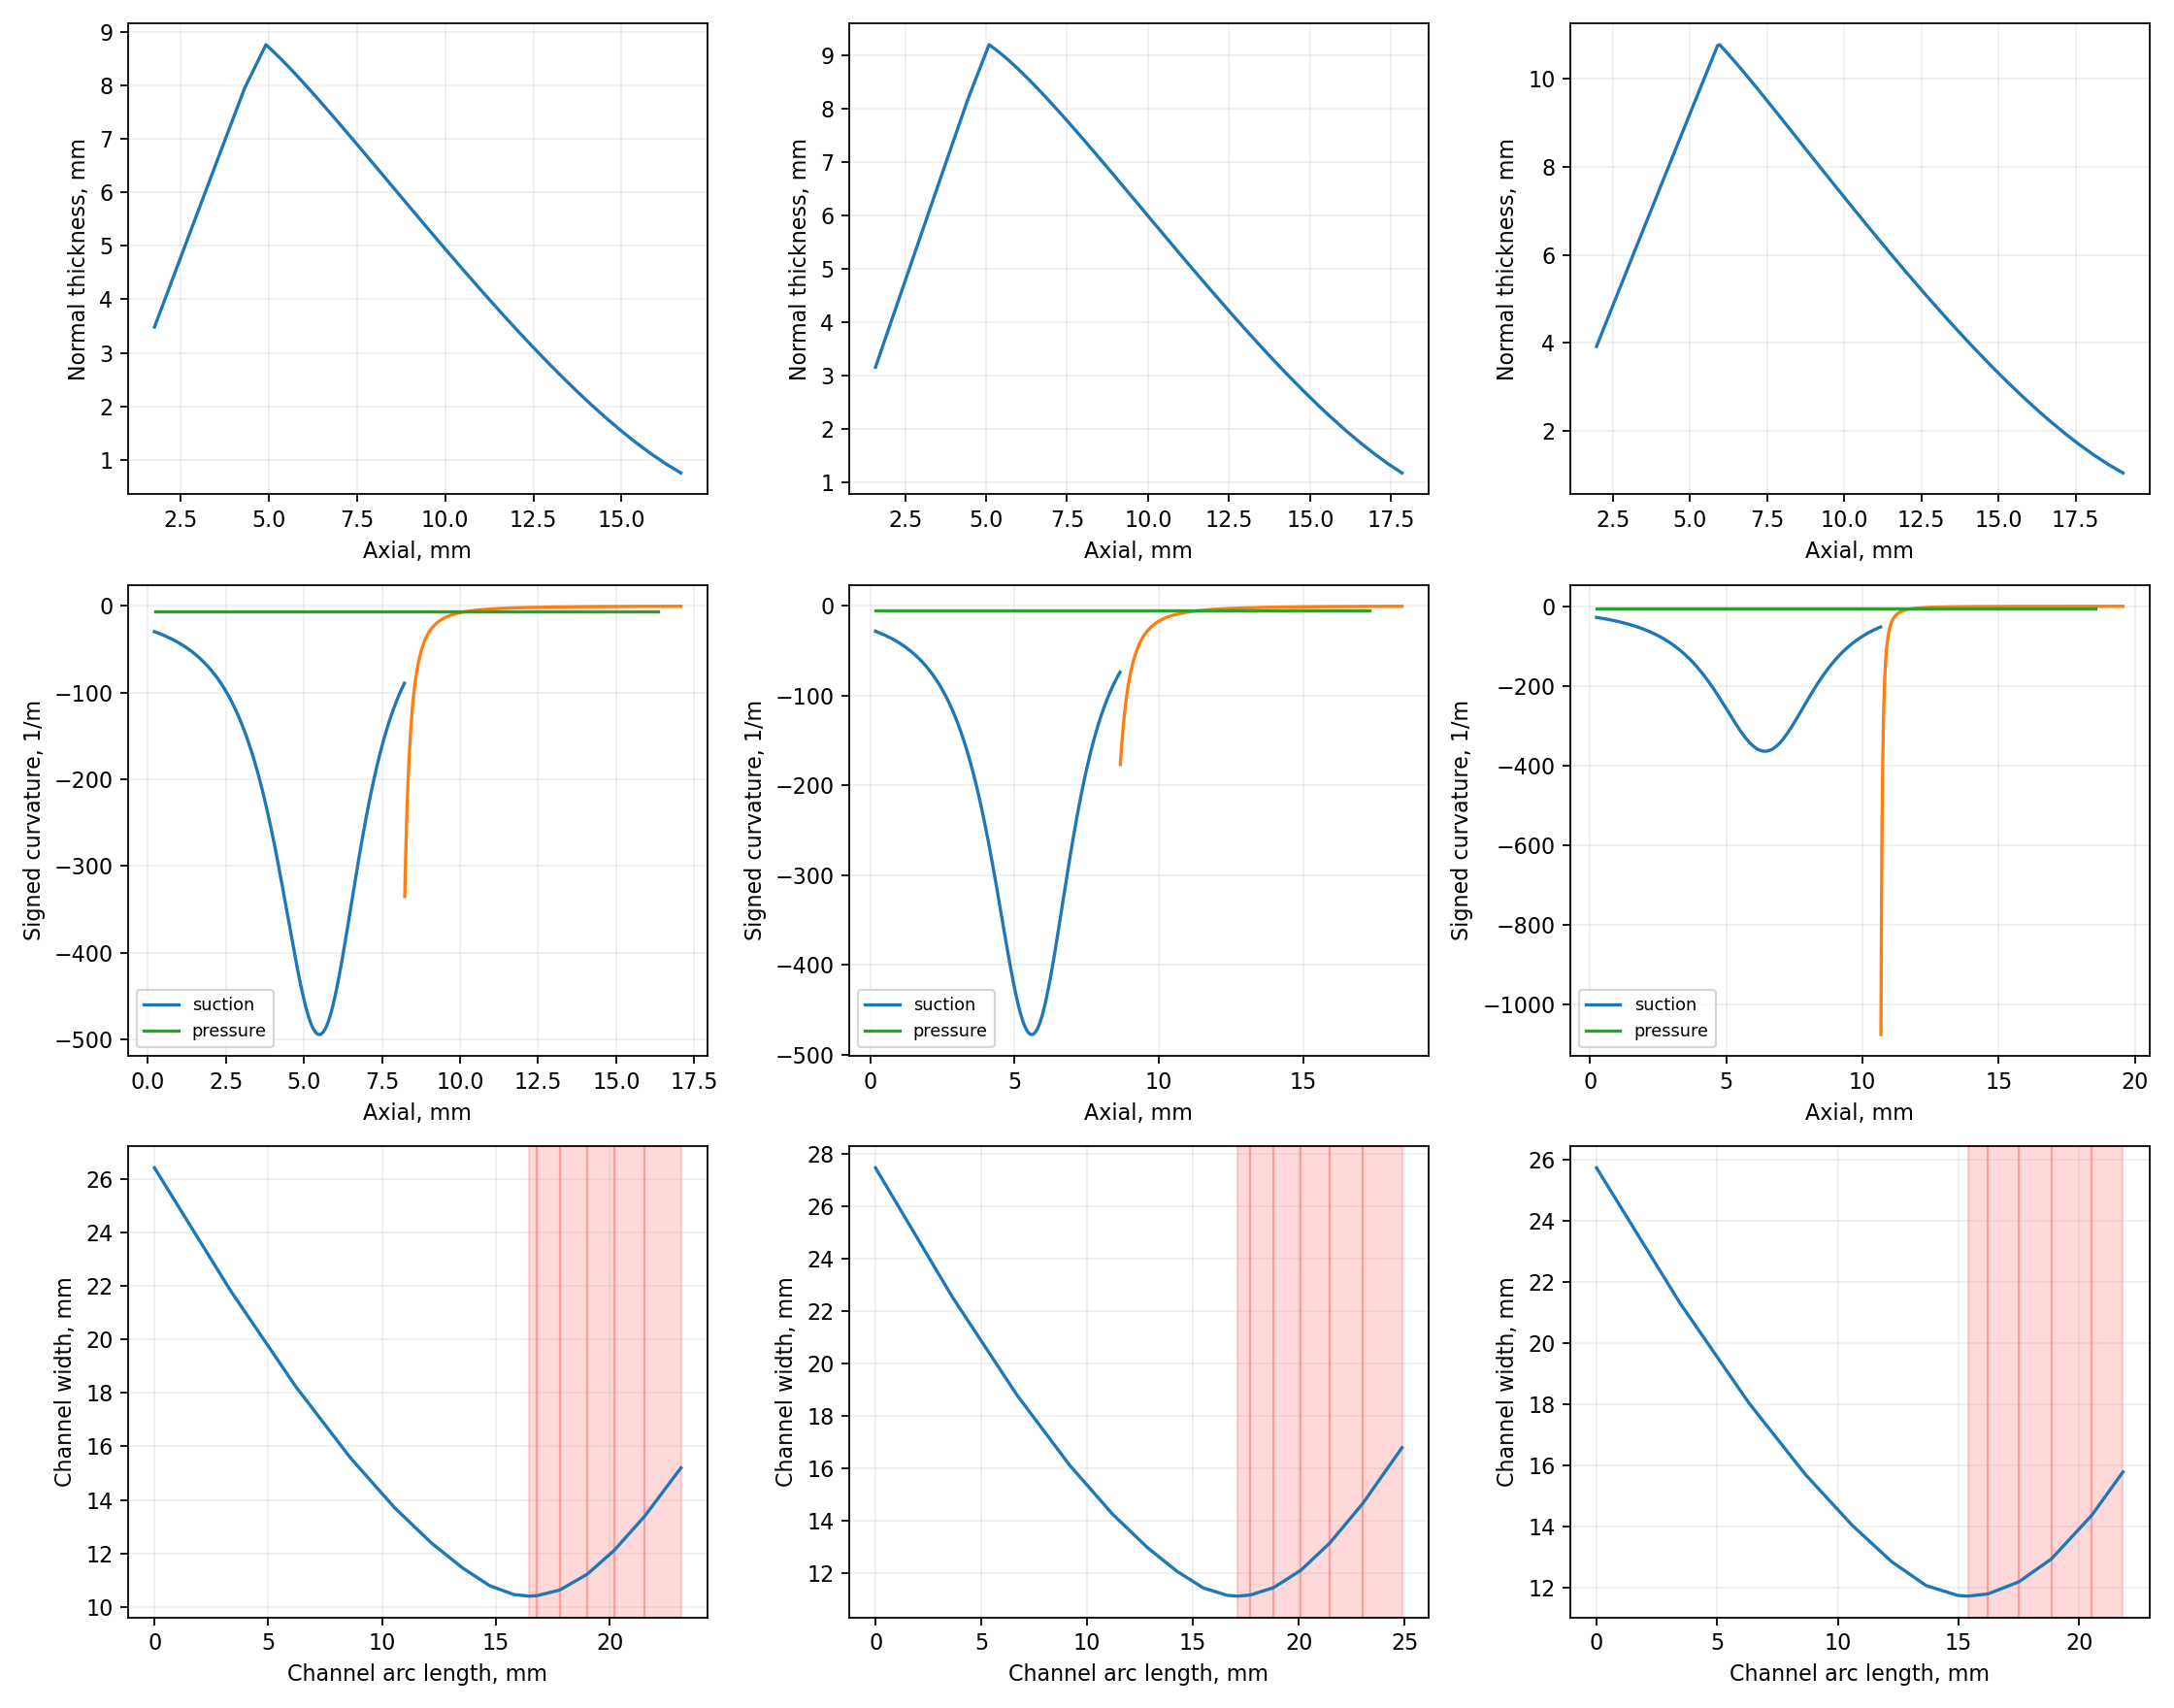 9
8
7
6
5
4
3
2
1
Normal thickness, mm
2.5 5.0 7.5 10.0 12.5 15.0
Axial, mm
9
8
7
6
5
4
3
2
1
Normal thickness, mm
2.5 5.0 7.5 10.0 12.5 15.0 17.5
Axial, mm
10
8
6
4
2
Normal thickness, mm
2.5 5.0 7.5 10.0 12.5 15.0 17.5
Axial, mm
0
−100
−200
−300
−400
−500
Signed curvature, 1/m
suction
pressure
0.0 2.5 5.0 7.5 10.0 12.5 15.0 17.5
Axial, mm
0
−100
−200
−300
−400
−500
Signed curvature, 1/m
suction
pressure
0 5 10 15
Axial, mm
0
−200
−400
−600
−800
−1000
Signed curvature, 1/m
suction
pressure
0 5 10 15 20
Axial, mm
26
24
22
20
18
16
14
12
10
Channel width, mm
0 5 10 15 20
Channel arc length, mm
28
26
24
22
20
18
16
14
12
Channel width, mm
0 5 10 15 20 25
Channel arc length, mm
26
24
22
20
18
16
14
12
Channel width, mm
0 5 10 15 20
Channel arc length, mm